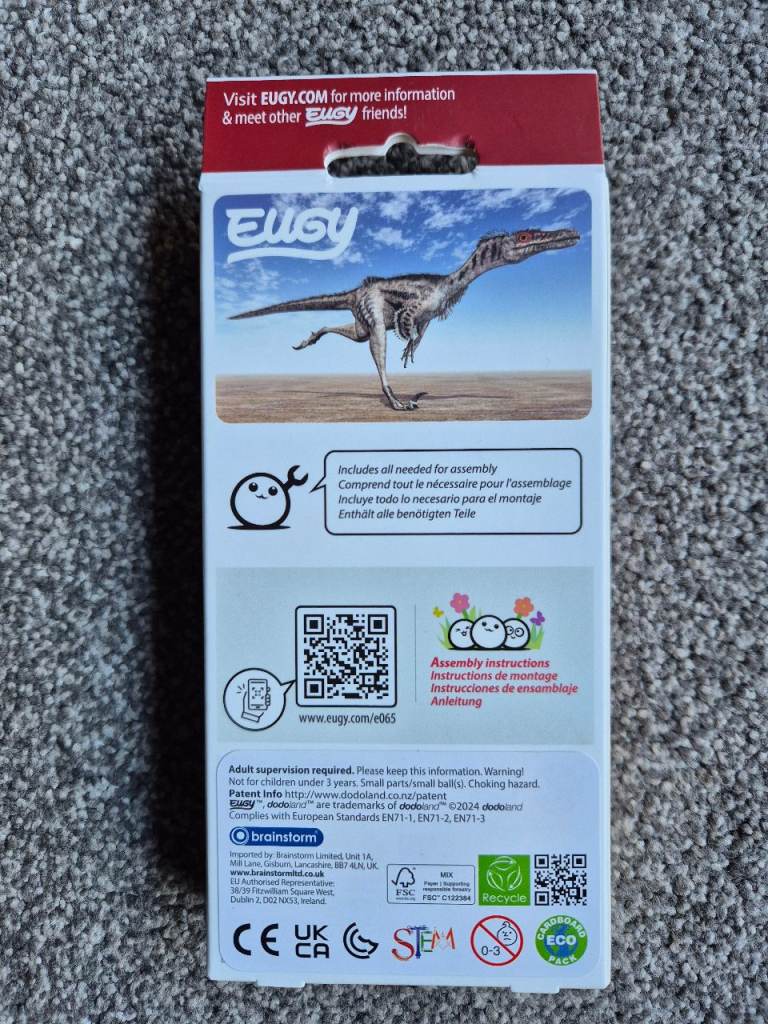 Visit EUGY.COM for more information
& meet other EUGY friends!
EUGY
Includes all needed for assembly
Comprend tout le nécessaire pour l'assemblage
Incluye todo lo necesario para el montaje
Enthält alle benötigten Teile
www.eugy.com/e065
Assembly instructions
Instructions de montage
Instrucciones de ensamblaje
Anleitung
Adult supervision required. Please keep this information. Warning!
Not for children under 3 years. Small parts/small ball(s). Choking hazard.
Patent Info http://www.dodoland.co.nz/patent
EUGY™, dodoland™ are trademarks of dodoland™ ©2024 dodoland
Complies with European Standards EN71-1, EN71-2, EN71-3
brainstorm
Imported by: Brainstorm Limited, Unit 1A,
Mill Lane, Gisburn, Lancashire, BB7 4LN, UK.
www.brainstormltd.co.uk
EU Authorised Representative:
38/39 Fitzwilliam Square West,
Dublin 2, D02 NX53, Ireland.
FSC
MIX
Paper | Supporting
responsible forestry
FSC® C122384
Recycle
CE
UK
CA
STEM
0-3
CARDBOARD
ECO
PACK